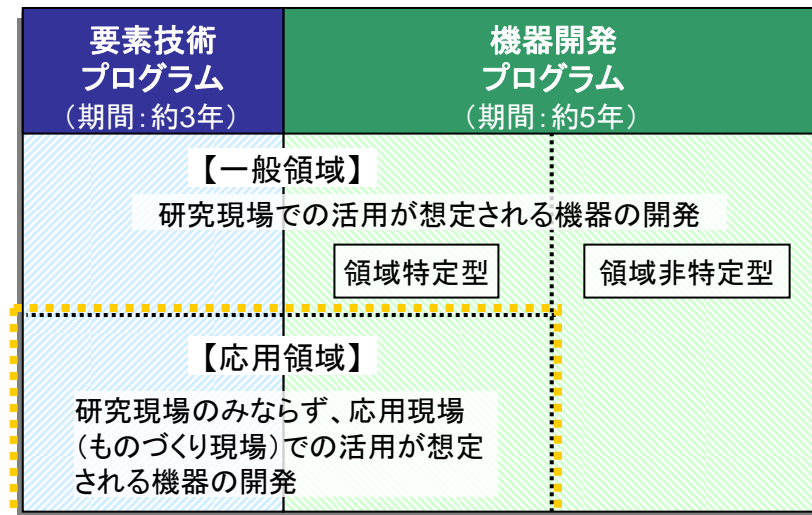 要素技術
プログラム
（期間：約3年）
機器開発
プログラム
（期間：約5年）
【一般領域】
研究現場での活用が想定される機器の開発
領域特定型
領域非特定型
【応用領域】
研究現場のみならず、応用現場
（ものづくり現場）での活用が想定
される機器の開発